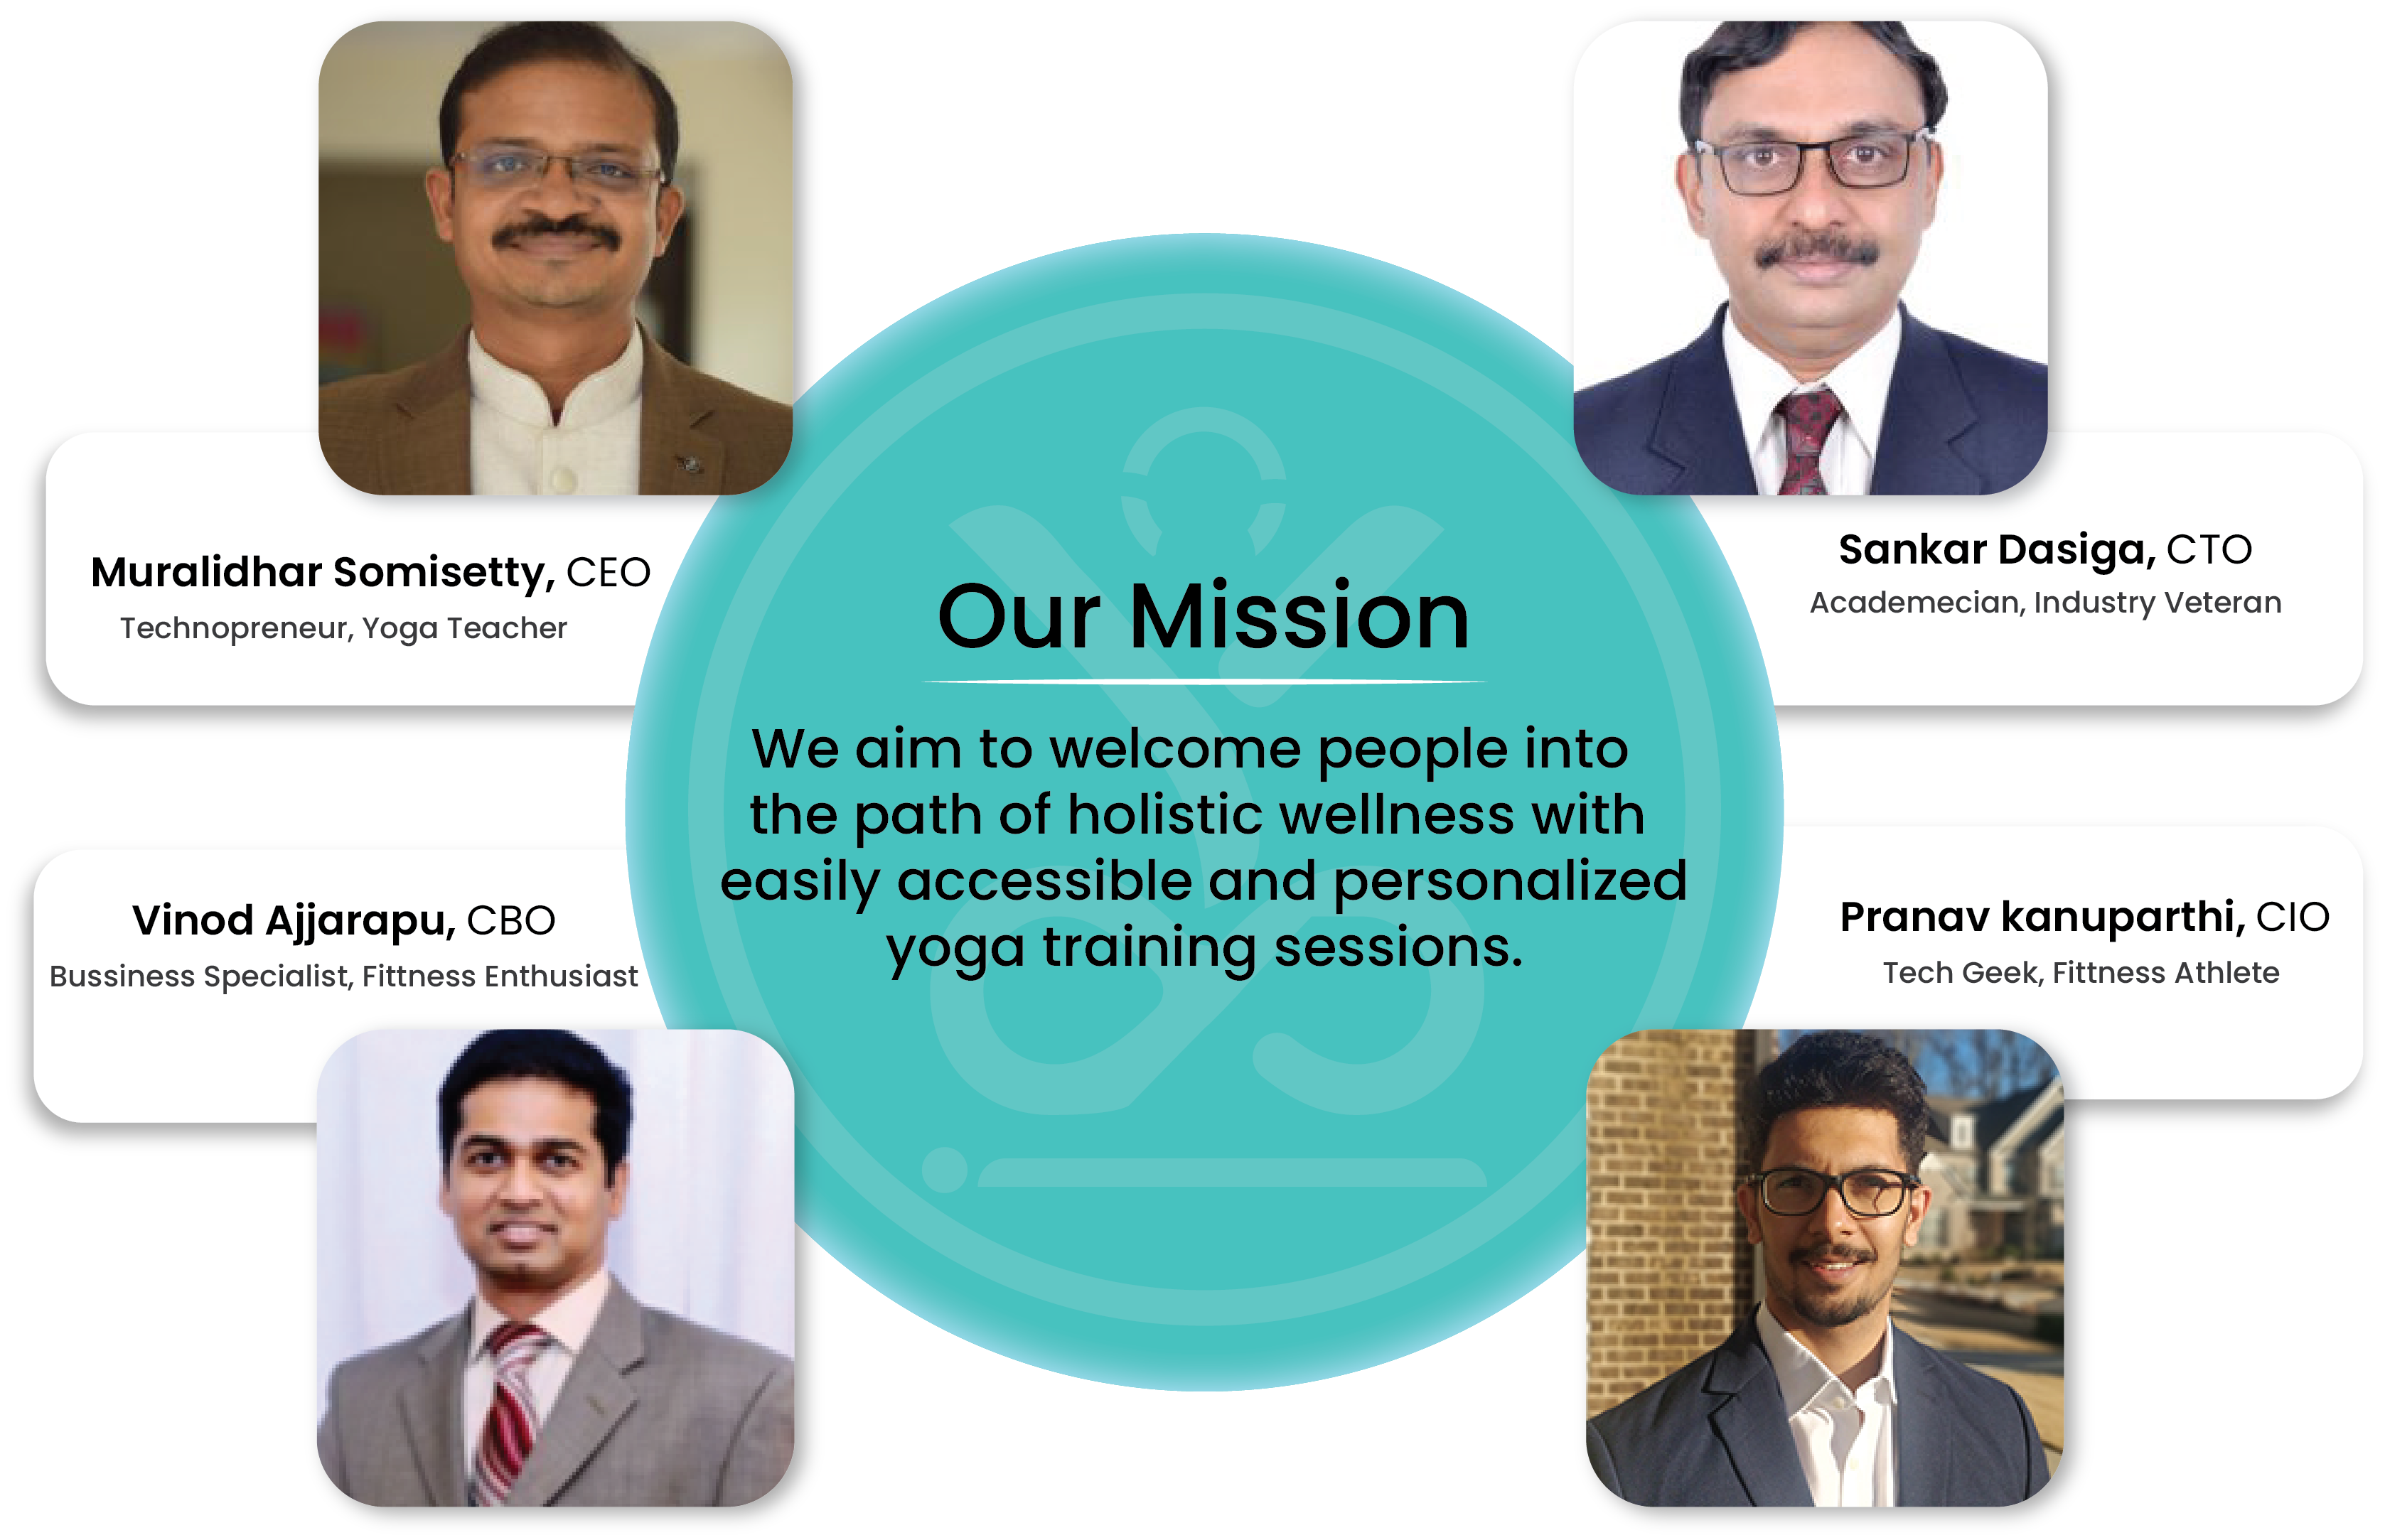 Muralidhar Somisetty, CEO
Technopreneur, Yoga Teacher
Sankar Dasiga, CTO
Academecian, Industry Veteran
Our Mission
We aim to welcome people into
the path of holistic wellness with
easily accessible and personalized
yoga training sessions.
Vinod Ajjarapu, CBO
Bussiness Specialist, Fittness Enthusiast
Pranav kanuparthi, CIO
Tech Geek, Fittness Athlete